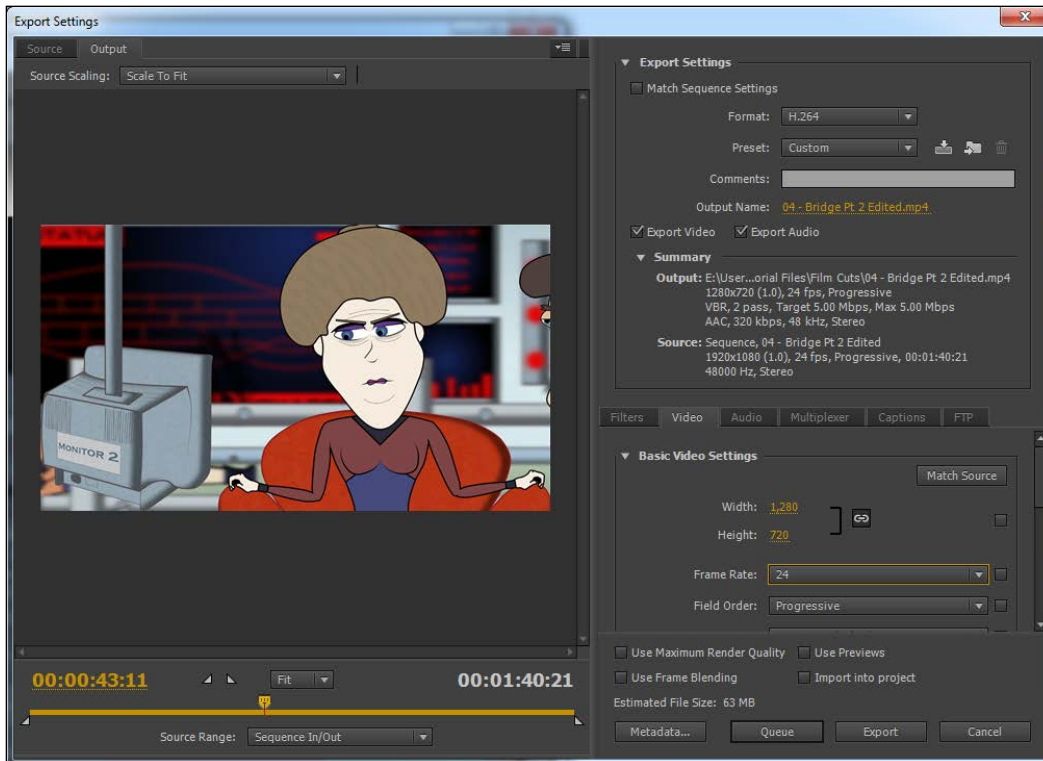 Export Settings
Source Output
Source Scaling: Scale To Fit
MONITOR 2
00:00:43:11 Fit 00:01:40:21
Source Range: Sequence In/Out
Export Settings
Match Sequence Settings
Format: H.264
Preset: Custom
Comments:
Output Name: 04 - Bridge Pt 2 Edited.mp4
Export Video Export Audio
Summary
Output: E:\User...orial Files\Film Cuts\04 - Bridge Pt 2 Edited.mp4
1280x720 (1.0), 24 fps, Progressive
VBR, 2 pass, Target 5.00 Mbps, Max 5.00 Mbps
AAC, 320 kbps, 48 kHz, Stereo
Source: Sequence, 04 - Bridge Pt 2 Edited
1920x1080 (1.0), 24 fps, Progressive, 00:01:40:21
48000 Hz, Stereo
Filters Video Audio Multiplexer Captions FTP
Basic Video Settings
Match Source
Width: 1,280
Height: 720
Frame Rate: 24
Field Order: Progressive
Use Maximum Render Quality Use Previews
Use Frame Blending Import into project
Estimated File Size: 63 MB
Metadata... Queue Export Cancel